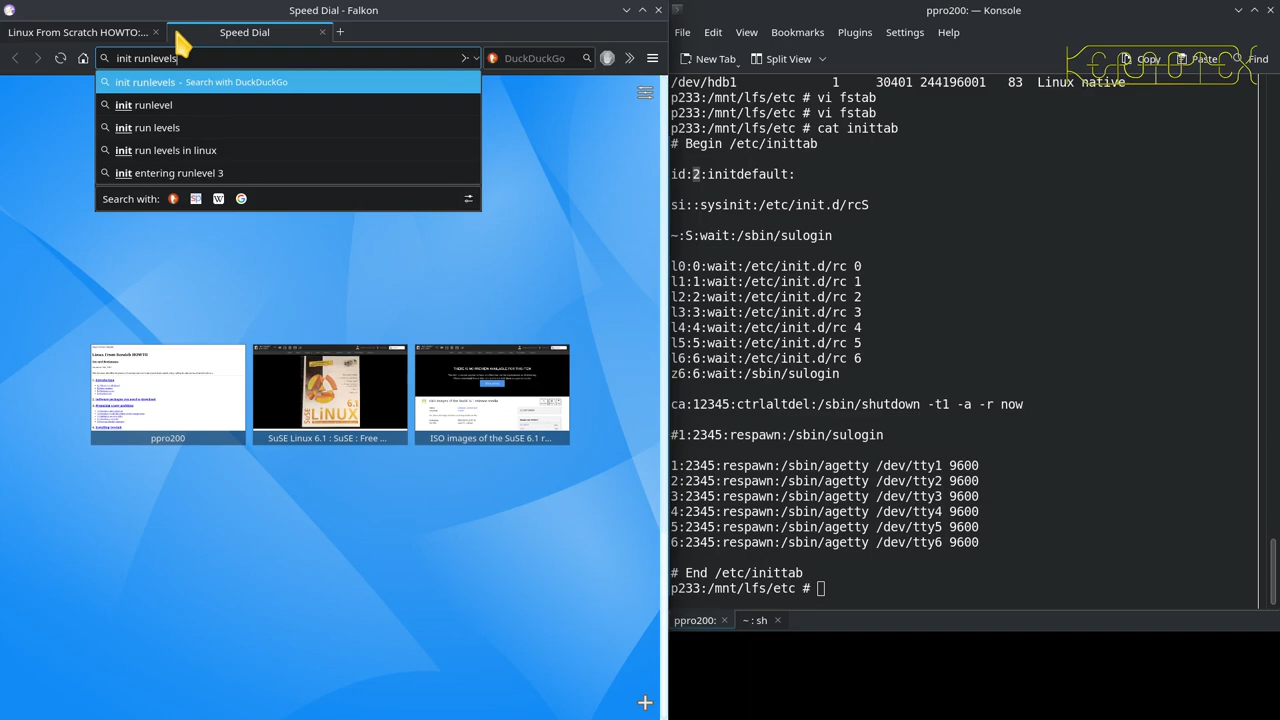 Speed Dial - Falkon
Linux From Scratch HOWTO:...
Speed Dial
init runlevels
DuckDuckGo
init runlevels - Search with DuckDuckGo
init runlevel
init run levels
init run levels in linux
init entering runlevel 3
Search with:
ppro200
SuSE Linux 6.1 : SuSE : Free ...
ISO images of the SuSE 6.1 r...
ppro200: — Konsole
File Edit View Bookmarks Plugins Settings Help
New Tab Split View Copy Paste Find
/dev/hdb1 1 30401 244196001 83 Linux native
p233:/mnt/lfs/etc # vi fstab
p233:/mnt/lfs/etc # vi fstab
p233:/mnt/lfs/etc # cat inittab
# Begin /etc/inittab
id:2:initdefault:
si::sysinit:/etc/init.d/rcS
~:S:wait:/sbin/sulogin
l0:0:wait:/etc/init.d/rc 0
l1:1:wait:/etc/init.d/rc 1
l2:2:wait:/etc/init.d/rc 2
l3:3:wait:/etc/init.d/rc 3
l4:4:wait:/etc/init.d/rc 4
l5:5:wait:/etc/init.d/rc 5
l6:6:wait:/etc/init.d/rc 6
z6:6:wait:/sbin/sulogin
ca:12345:ctrlaltdel:/sbin/shutdown -t1 -a -r now
#1:2345:respawn:/sbin/sulogin
1:2345:respawn:/sbin/agetty /dev/tty1 9600
2:2345:respawn:/sbin/agetty /dev/tty2 9600
3:2345:respawn:/sbin/agetty /dev/tty3 9600
4:2345:respawn:/sbin/agetty /dev/tty4 9600
5:2345:respawn:/sbin/agetty /dev/tty5 9600
6:2345:respawn:/sbin/agetty /dev/tty6 9600
# End /etc/inittab
p233:/mnt/lfs/etc #
ppro200:
~ : sh